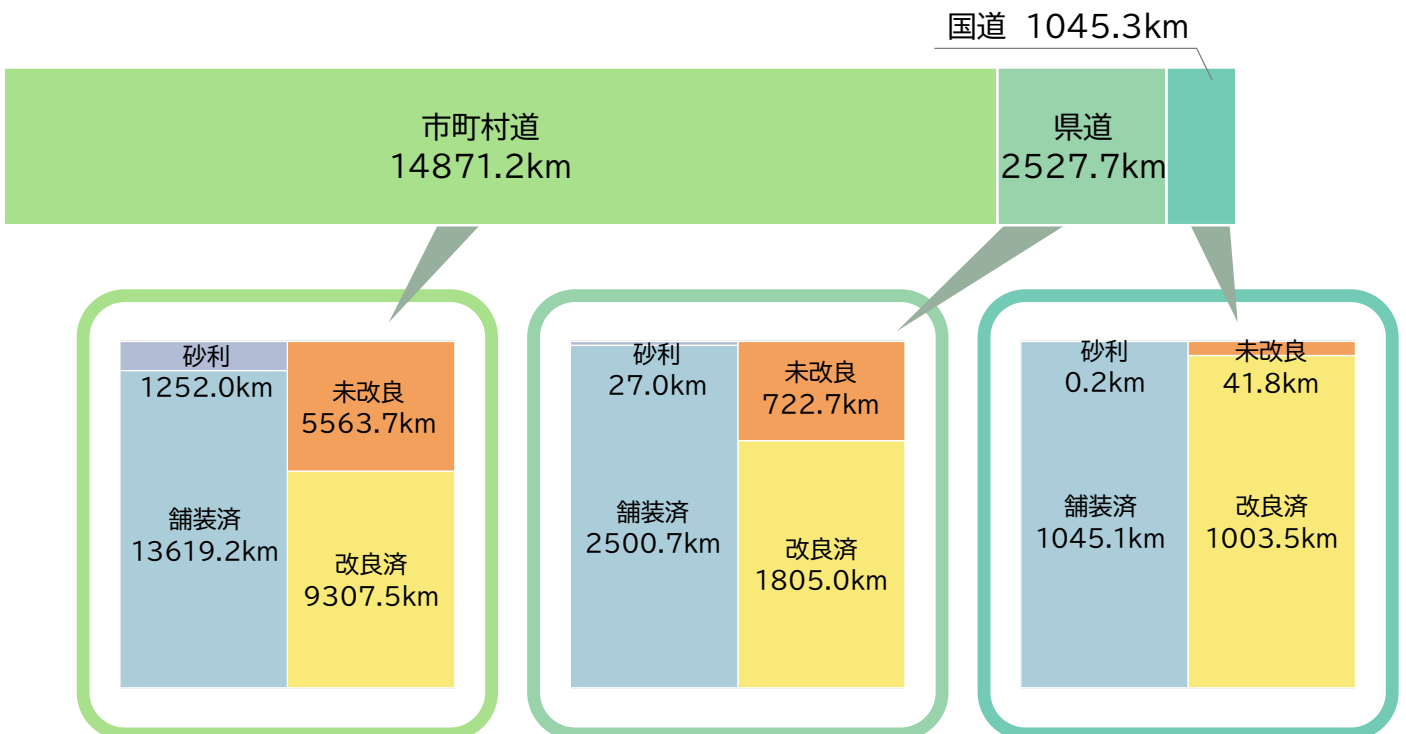 国道 1045.3km
市町村道
14871.2km
県道
2527.7km
砂利
1252.0km
未改良
5563.7km
舗装済
13619.2km
改良済
9307.5km
砂利
27.0km
未改良
722.7km
舗装済
2500.7km
改良済
1805.0km
砂利
0.2km
未改良
41.8km
舗装済
1045.1km
改良済
1003.5km